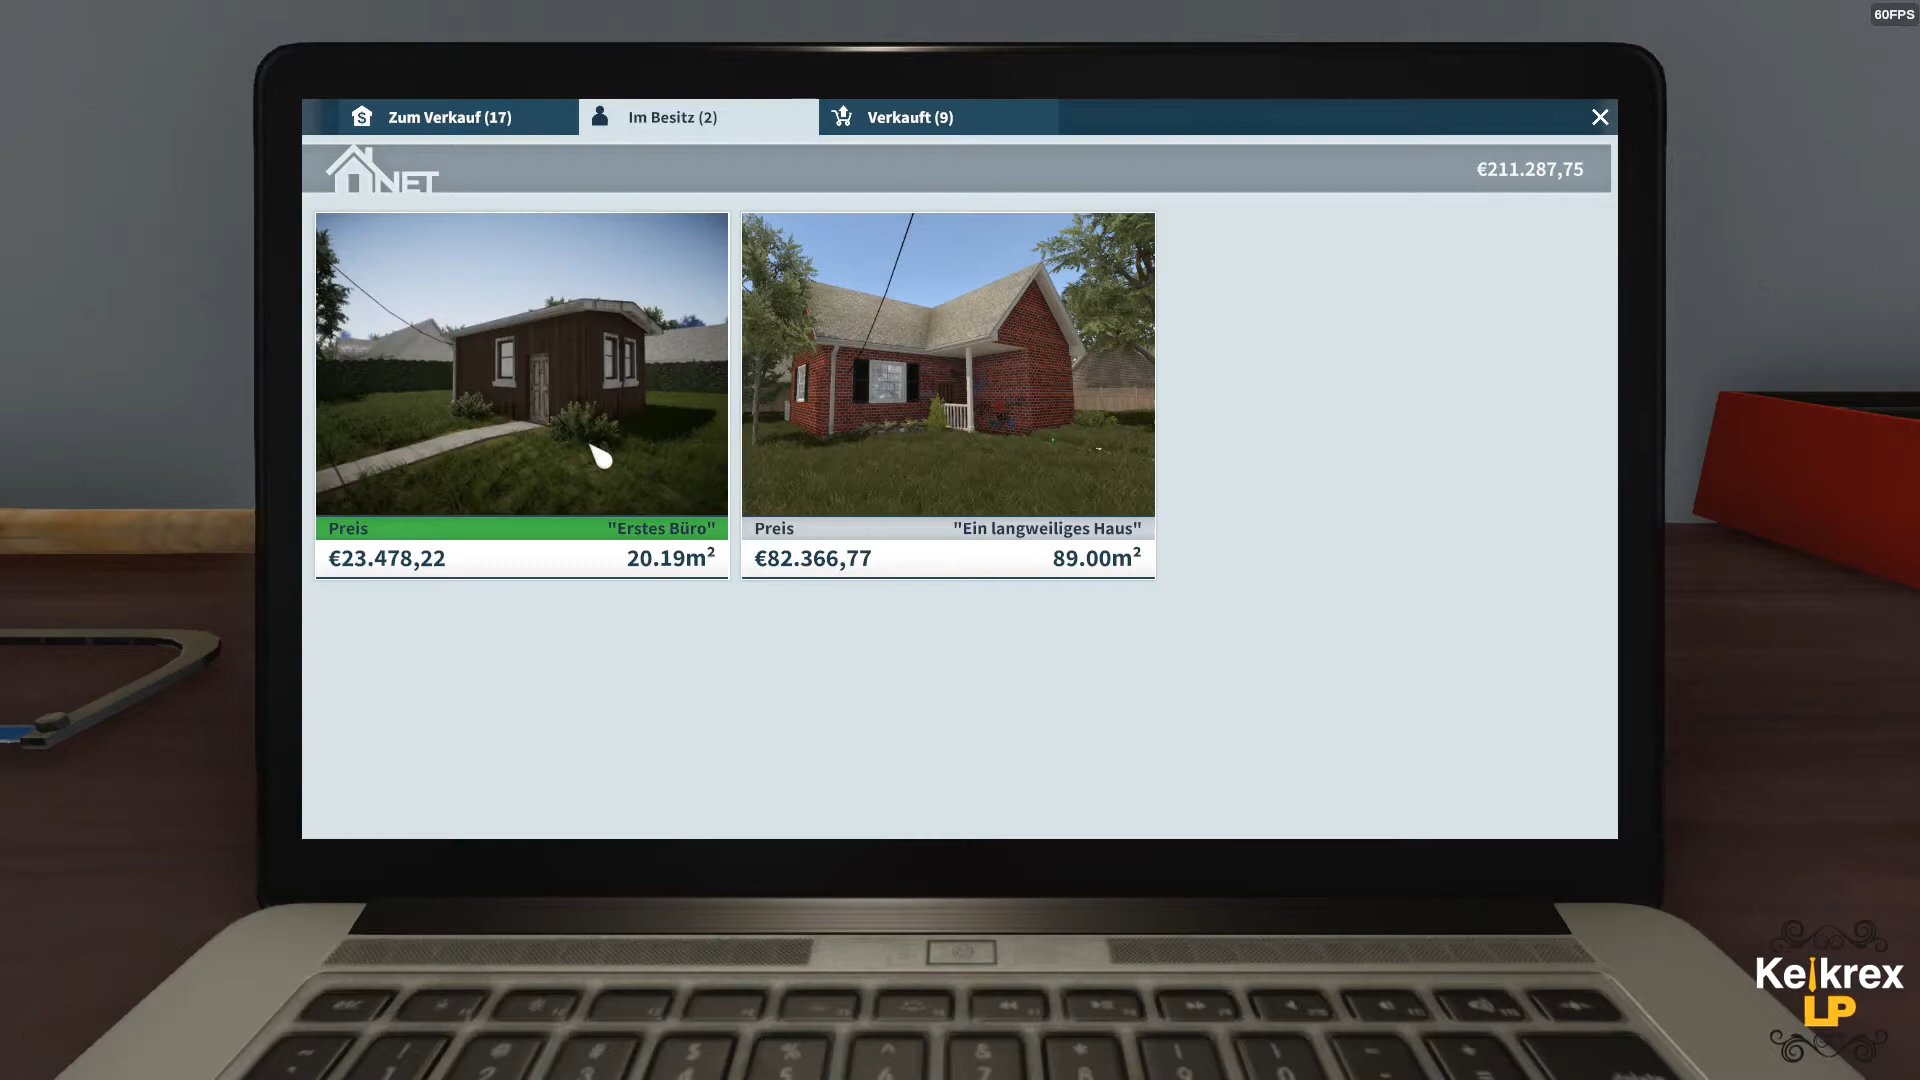 60FPS
Zum Verkauf (17)
Im Besitz (2)
Verkauft (9)
NET
€211.287,75
Preis
"Erstes Büro"
€23.478,22
20.19m²
Preis
"Ein langweiliges Haus"
€82.366,77
89.00m²
Keikrex
LP